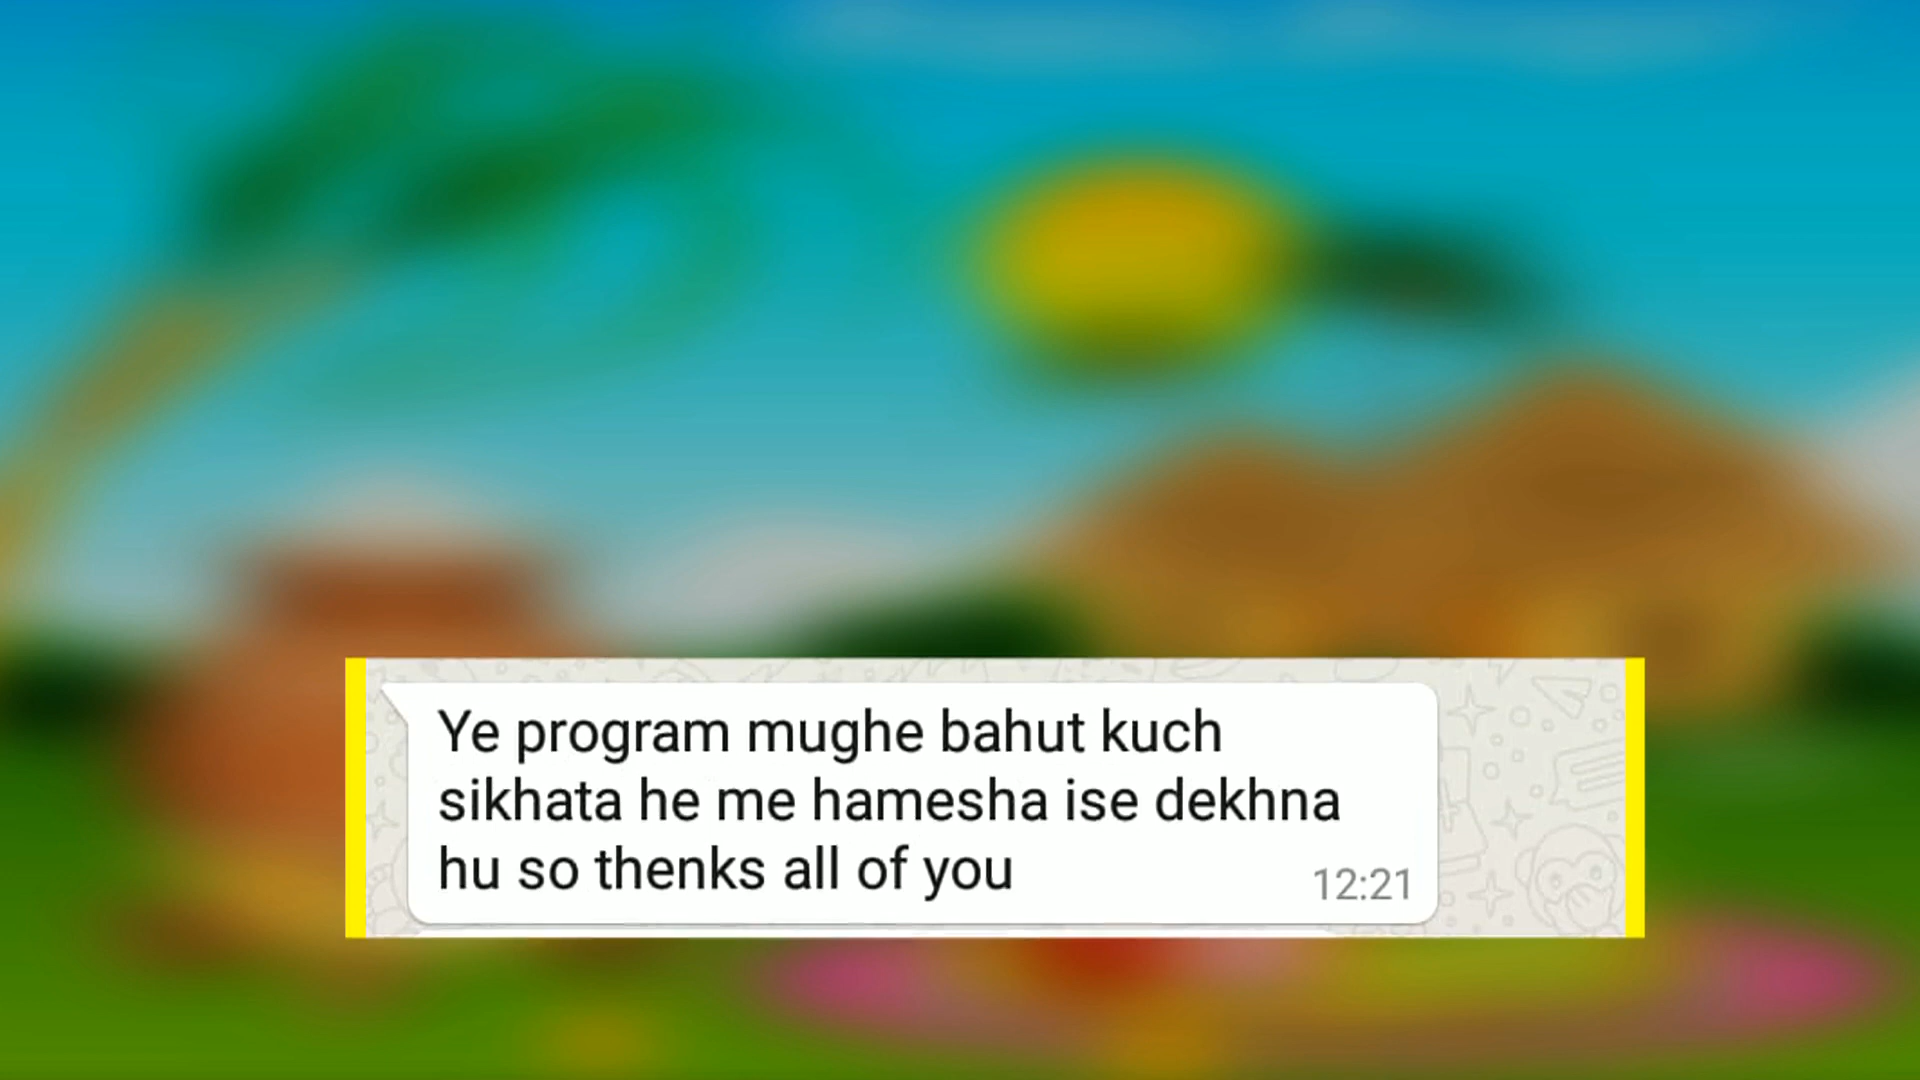 Ye program mughe bahut kuch
sikhata he me hamesha ise dekhna
hu so thenks all of you
12:21